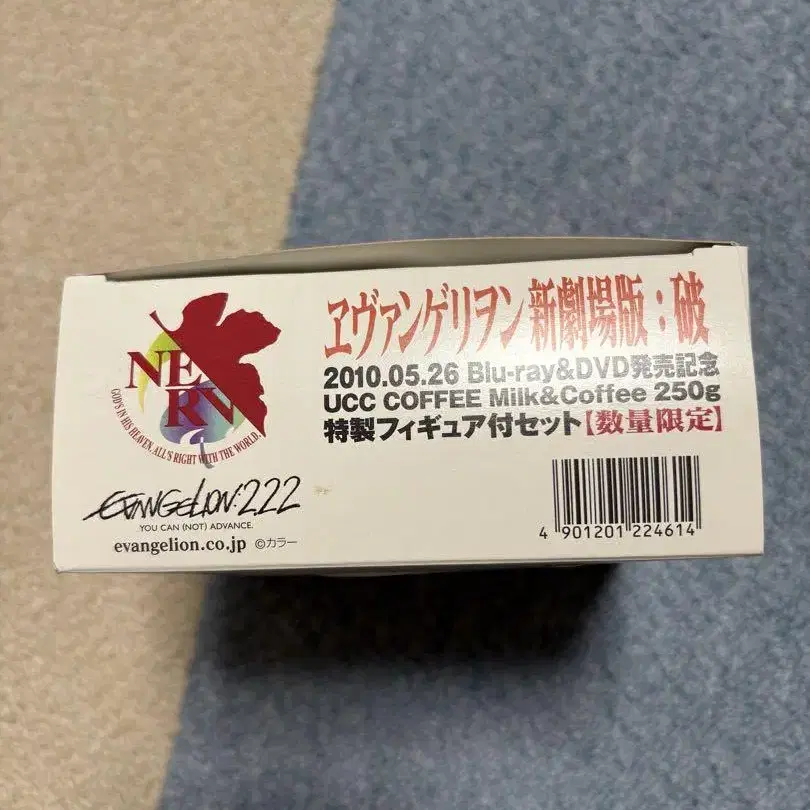 NERV
GOD'S IN HIS HEAVEN. ALL'S RIGHT WITH THE WORLD.
EVANGELION:2.22
YOU CAN (NOT) ADVANCE.
evangelion.co.jp ©カラー
ヱヴァンゲリヲン新劇場版:破
2010.05.26 Blu-ray&DVD発売記念
UCC COFFEE Milk&Coffee 250g
特製フィギュア付セット【数量限定】
4 901201 224614